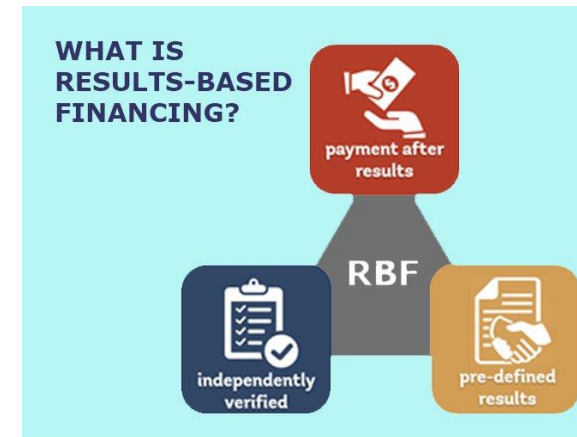 WHAT IS
RESULTS-BASED
FINANCING?
payment after
results
RBF
independently
verified
pre-defined
results